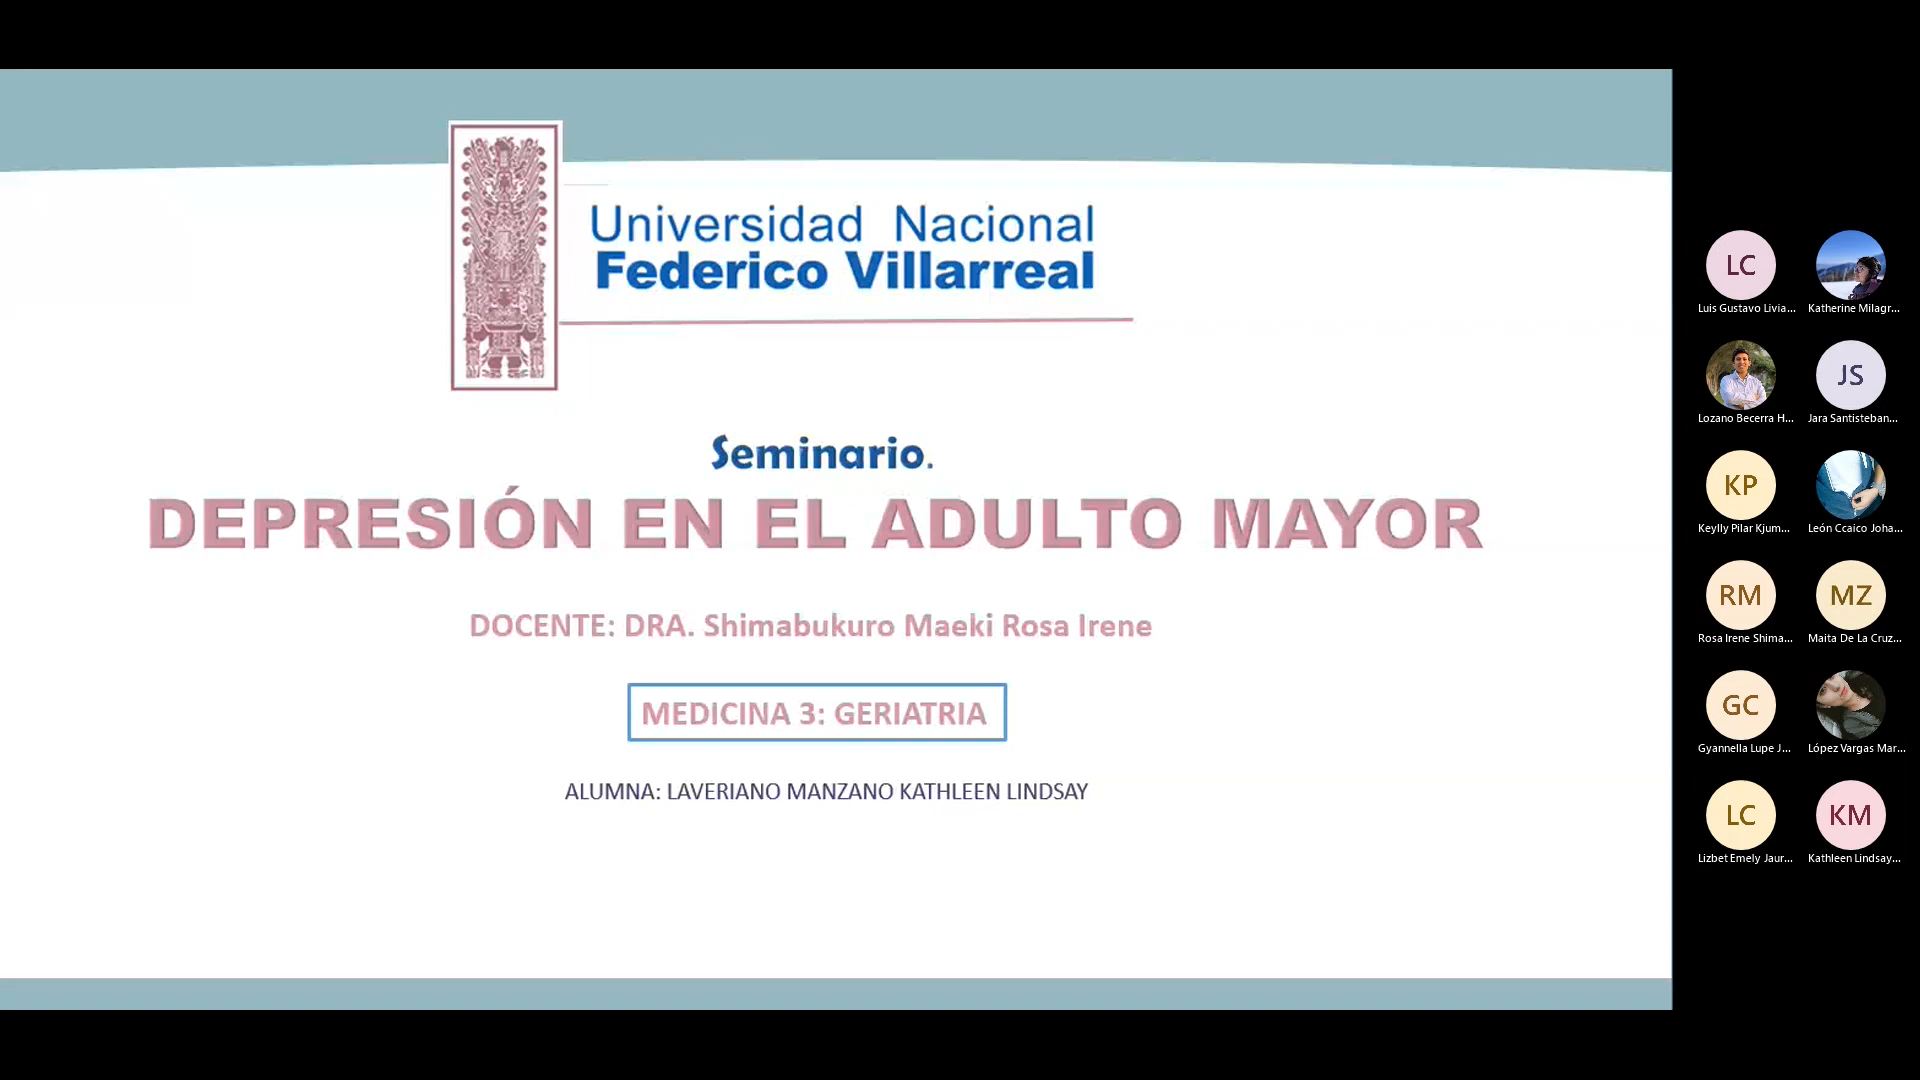 Universidad Nacional
Federico Villarreal
Seminario.
DEPRESIÓN EN EL ADULTO MAYOR
DOCENTE: DRA. Shimabukuro Maeki Rosa Irene
MEDICINA 3: GERIATRIA
ALUMNA: LAVERIANO MANZANO KATHLEEN LINDSAY
LC
Luis Gustavo Livia...
Katherine Milagr...
Lozano Becerra H...
JS
Jara Santisteban...
KP
Keylly Pilar Kjum...
León Ccaico Joha...
RM
Rosa Irene Shima...
MZ
Maita De La Cruz...
GC
Gyannella Lupe J...
López Vargas Mar...
LC
Lizbet Emely Jaur...
KM
Kathleen Lindsay...